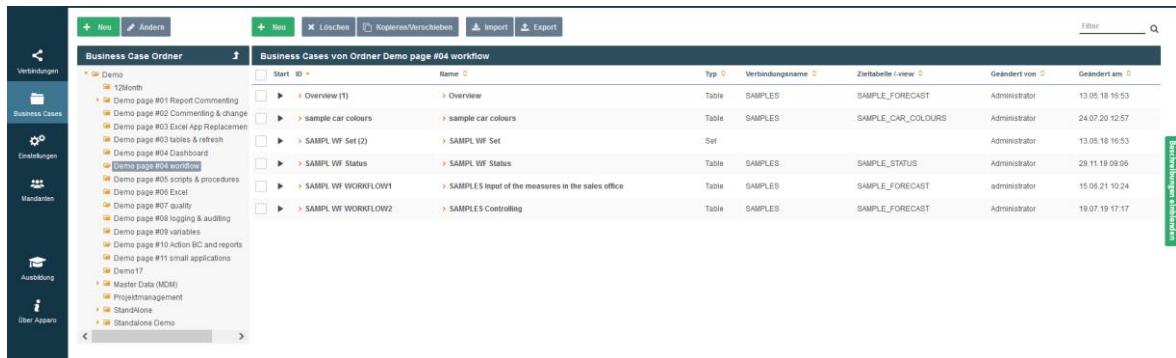 + Neu Ändern + Neu Löschen Kopieren/Verschieben Import Export Filter
Verbindungen
Business Cases
Einstellungen
Mandanten
Ausbildung
Über Apparo
Business Case Ordner
Demo
12Month
Demo page #01 Report Commenting
Demo page #02 Commenting & change
Demo page #03 Excel App Replacemen
Demo page #03 tables & refresh
Demo page #04 Dashboard
Demo page #04 workflow
Demo page #05 scripts & procedures
Demo page #06 Excel
Demo page #07 quality
Demo page #08 logging & auditing
Demo page #09 variables
Demo page #10 Action BC and reports
Demo page #11 small applications
Demo17
Master Data (MDM)
Projektmanagement
StandAlone
Standalone Demo
Business Cases von Ordner Demo page #04 workflow
Start ID Name Typ Verbindungsname Zieltabelle /-view Geändert von Geändert am
Overview (1) Overview Table SAMPLES SAMPLE_FORECAST Administrator 13.05.18 16:53
sample car colours sample car colours Table SAMPLES SAMPLE_CAR_COLOURS Administrator 24.07.20 12:57
SAMPL WF Set (2) SAMPL WF Set Set Administrator 13.05.18 16:53
SAMPL WF Status SAMPL WF Status Table SAMPLES SAMPLE_STATUS Administrator 29.11.19 09:06
SAMPL WF WORKFLOW1 SAMPLES Input of the measures in the sales office Table SAMPLES SAMPLE_FORECAST administrator 15.06.21 10:24
SAMPL WF WORKFLOW2 SAMPLES Controlling Table SAMPLES SAMPLE_FORECAST Administrator 19.07.19 17:17
Beschreibungen einblenden